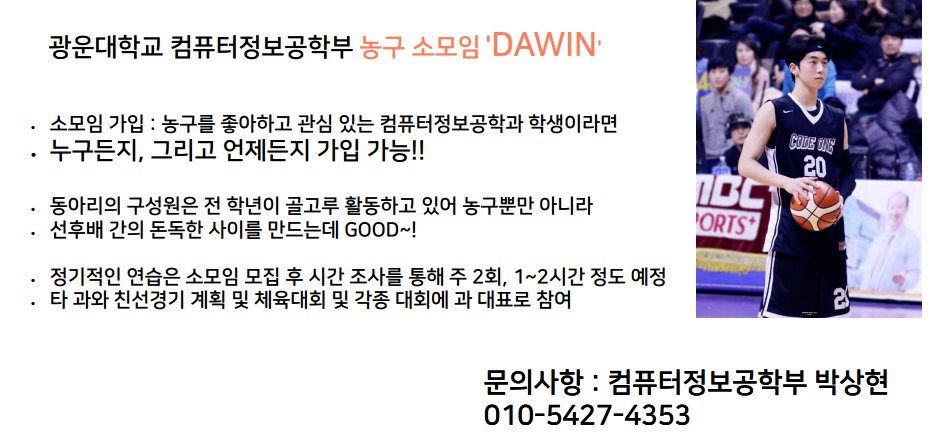 광운대학교 컴퓨터정보공학부 농구 소모임 'DAWIN'
• 소모임 가입 : 농구를 좋아하고 관심 있는 컴퓨터정보공학과 학생이라면
• 누구든지, 그리고 언제든지 가입 가능!!
• 동아리의 구성원은 전 학년이 골고루 활동하고 있어 농구뿐만 아니라
• 선후배 간의 돈독한 사이를 만드는데 GOOD~!
• 정기적인 연습은 소모임 모집 후 시간 조사를 통해 주 2회, 1~2시간 정도 예정
• 타 과와 친선경기 계획 및 체육대회 및 각종 대회에 과 대표로 참여
CODE ONE
20
MBC
SPORTS+
20
문의사항 : 컴퓨터정보공학부 박상현
010-5427-4353